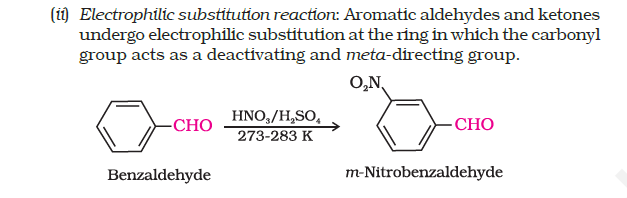 (ii) Electrophilic substitution reaction: Aromatic aldehydes and ketones
undergo electrophilic substitution at the ring in which the carbonyl
group acts as a deactivating and meta-directing group.
O₂N
CHO
HNO₃/H₂SO₄
273-283 K
CHO
Benzaldehyde
m-Nitrobenzaldehyde